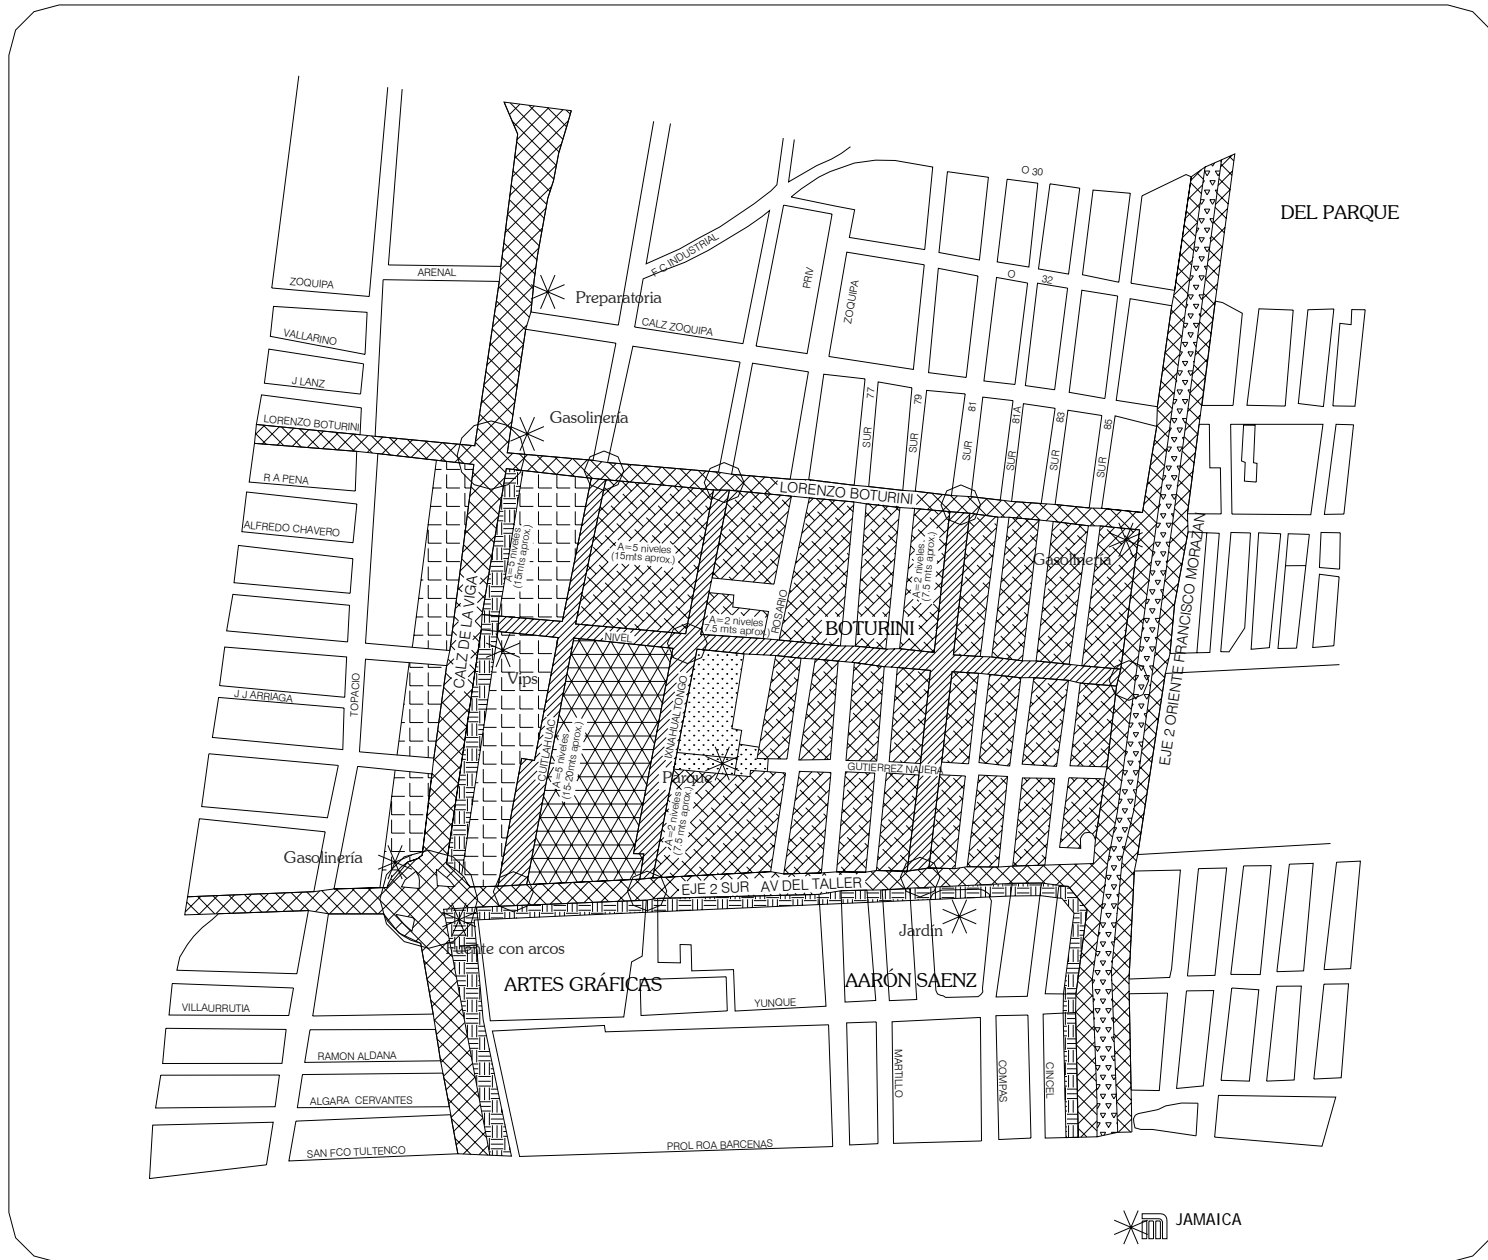 O 30
DEL PARQUE
ARENAL
ZOQUIPA
F C INDUSTRIAL
PRIV
ZOQUIPA
O 32
Preparatoria
CALZ ZOQUIPA
VALLARINO
J LANZ
LORENZO BOTURINI
Gasolinería
SUR 77
SUR 79
SUR 81
SUR 81A
SUR 83
SUR 85
R A PENA
ALFREDO CHAVERO
LORENZO BOTURINI
A=5 niveles
(15mts aprox.)
A=5 niveles
(15mts aprox.)
A=2 niveles
(7.5 mts aprox.)
Gasolinería
EJE 2 ORIENTE FRANCISCO MORAZAN
CALZ DE LA VIGA
A=2 niveles
7.5 mts aprox.)
ROSARIO
BOTURINI
NIVEL
Vips
J J ARRIAGA
TOPACIO
CUITLAHUAC
A=5 niveles
(15-20mts aprox.)
IXNAHUALTONGO
Parque
GUTIERREZ NAJERA
A=2 niveles
(7.5 mts aprox.)
Gasolinería
EJE 2 SUR AV DEL TALLER
Fuente con arcos
Jardín
ARTES GRÁFICAS
AARÓN SAENZ
VILLAURRUTIA
YUNQUE
RAMON ALDANA
MARTILLO
COMPAS
CINCEL
ALGARA CERVANTES
SAN FCO TULTENCO
PROL ROA BARCENAS
JAMAICA